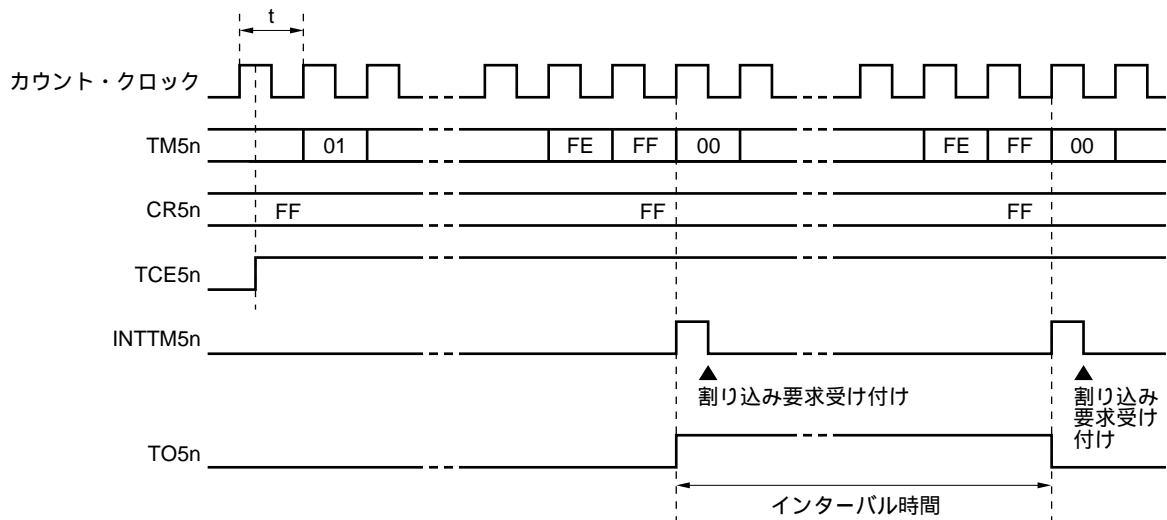 t
カウント・クロック
TM5n
01
FE
FF
00
FE
FF
00
CR5n
FF
FF
FF
TCE5n
INTTM5n
割り込み要求受け付け
割り込み
要求受け
付け
TO5n
インターバル時間